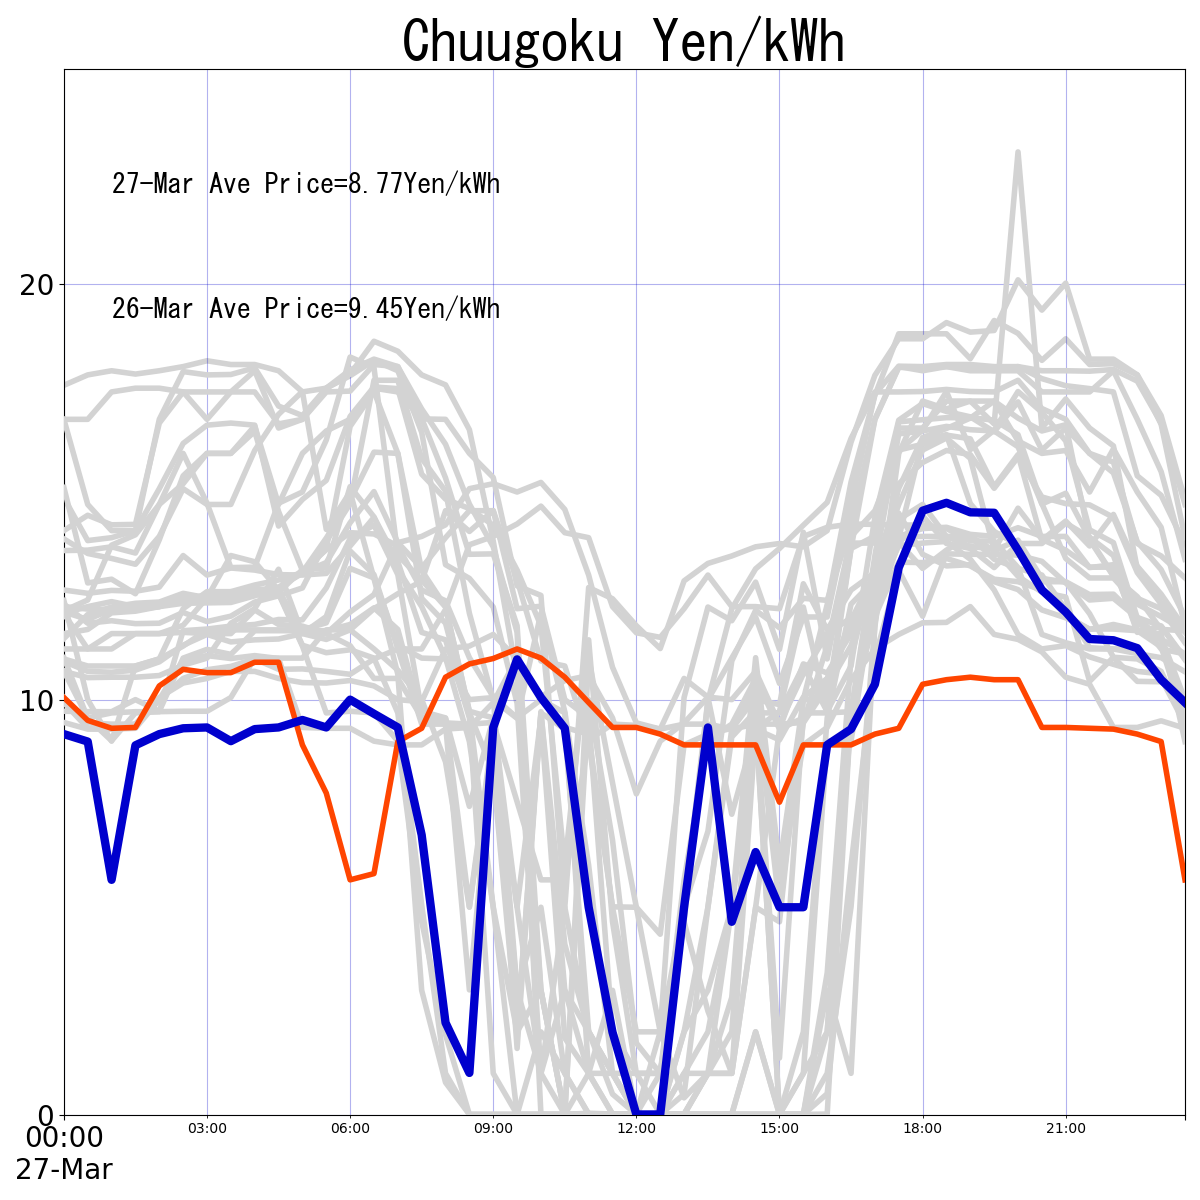 Chuugoku Yen/kWh
27-Mar Ave Price=8.77Yen/kWh
26-Mar Ave Price=9.45Yen/kWh
20
10
0
00:00 03:00 06:00 09:00 12:00 15:00 18:00 21:00
27-Mar